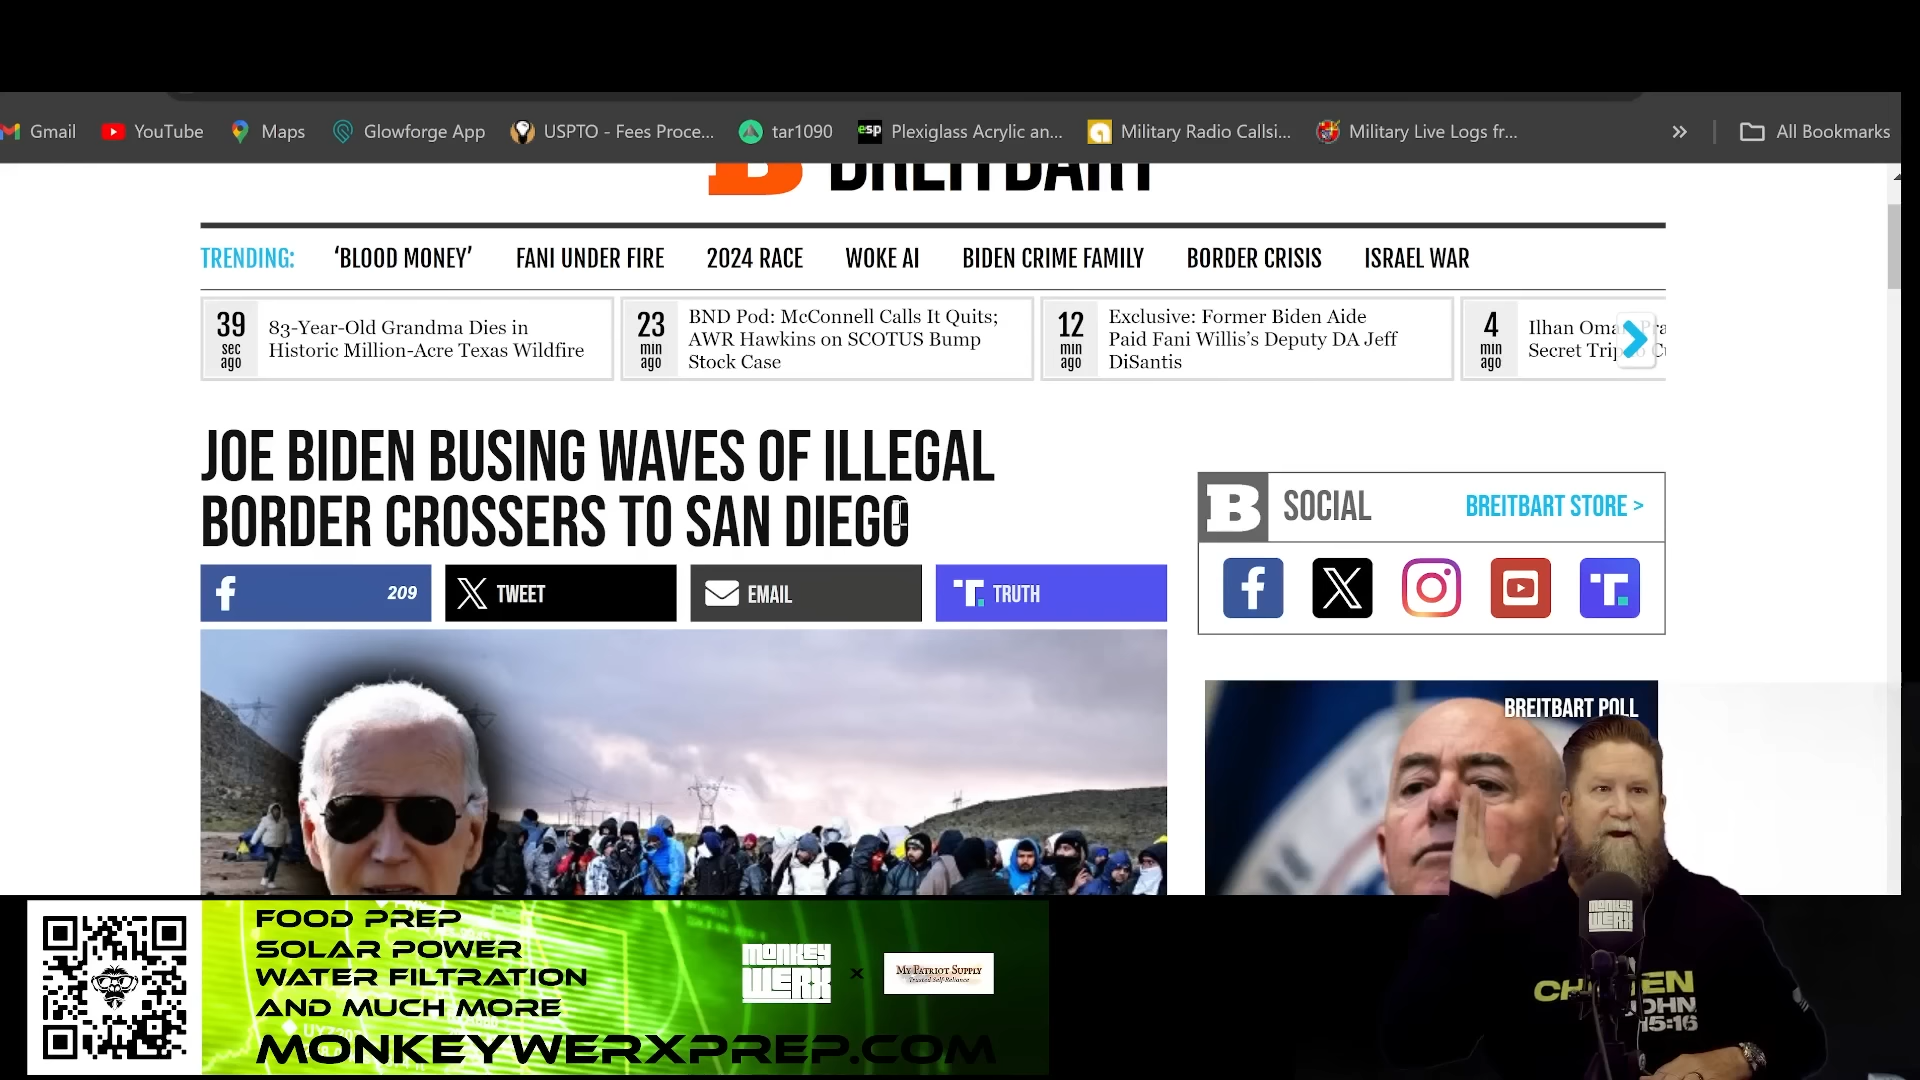 Gmail
YouTube
Maps
Glowforge App
USPTO - Fees Proce...
tar1090
esp
Plexiglass Acrylic an...
Military Radio Callsi...
Military Live Logs fr...
»
All Bookmarks
B BREITBART
TRENDING: ‘BLOOD MONEY’ FANI UNDER FIRE 2024 RACE WOKE AI BIDEN CRIME FAMILY BORDER CRISIS ISRAEL WAR
39
sec
ago
83-Year-Old Grandma Dies in
Historic Million-Acre Texas Wildfire
23
min
ago
BND Pod: McConnell Calls It Quits;
AWR Hawkins on SCOTUS Bump
Stock Case
12
min
ago
Exclusive: Former Biden Aide
Paid Fani Willis’s Deputy DA Jeff
DiSantis
4
min
ago
Ilhan Oma
Secret Trip
JOE BIDEN BUSING WAVES OF ILLEGAL
BORDER CROSSERS TO SAN DIEGO
209
TWEET
EMAIL
TRUTH
B SOCIAL
BREITBART STORE >
BREITBART POLL
FOOD PREP
SOLAR POWER
WATER FILTRATION
AND MUCH MORE
MONKEYWERXPREP.COM
MONKEY
WERX
x
MY PATRIOT SUPPLY
Trusted Self-Reliance
MONKEY
WERX
JOHN
15:16